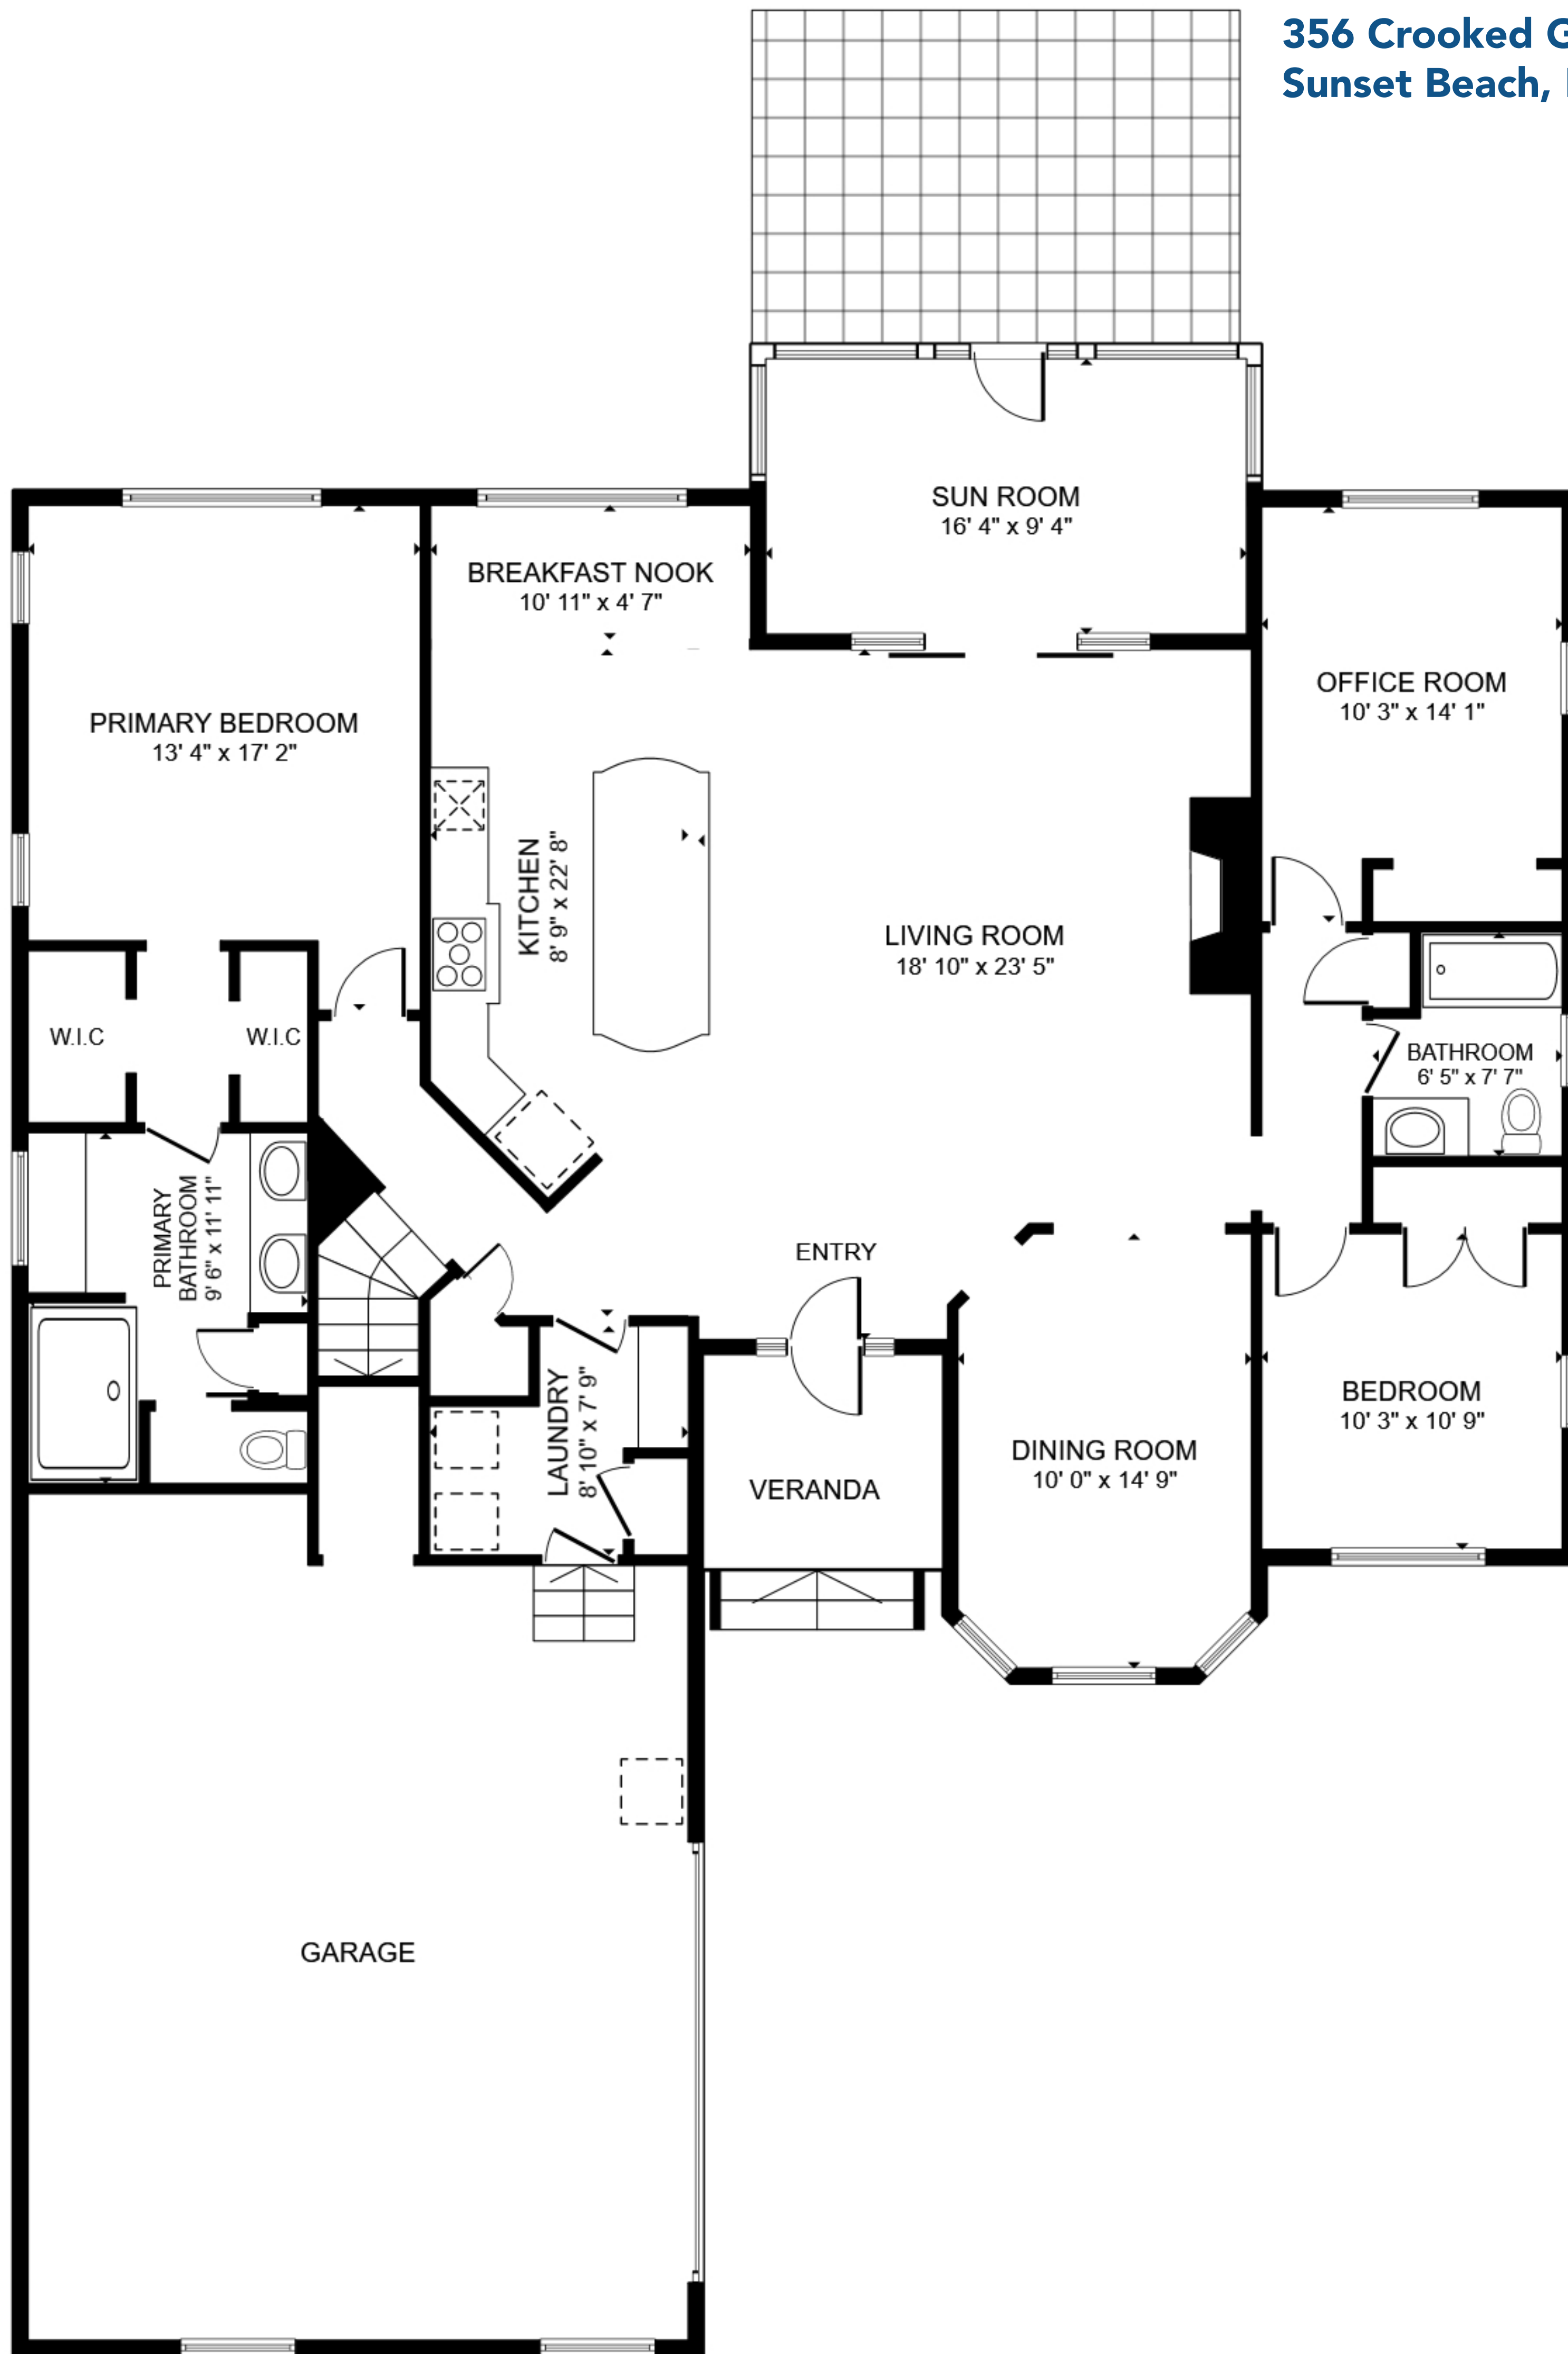 356 Crooked G
Sunset Beach,
SUN ROOM
16' 4" x 9' 4"
BREAKFAST NOOK
10' 11" x 4' 7"
OFFICE ROOM
10' 3" x 14' 1"
PRIMARY BEDROOM
13' 4" x 17' 2"
KITCHEN
8' 9" x 22' 8"
LIVING ROOM
18' 10" x 23' 5"
W.I.C
W.I.C
BATHROOM
6' 5" x 7' 7"
PRIMARY
BATHROOM
9' 6" x 11' 11"
ENTRY
LAUNDRY
8' 10" x 7' 9"
BEDROOM
10' 3" x 10' 9"
DINING ROOM
10' 0" x 14' 9"
VERANDA
GARAGE